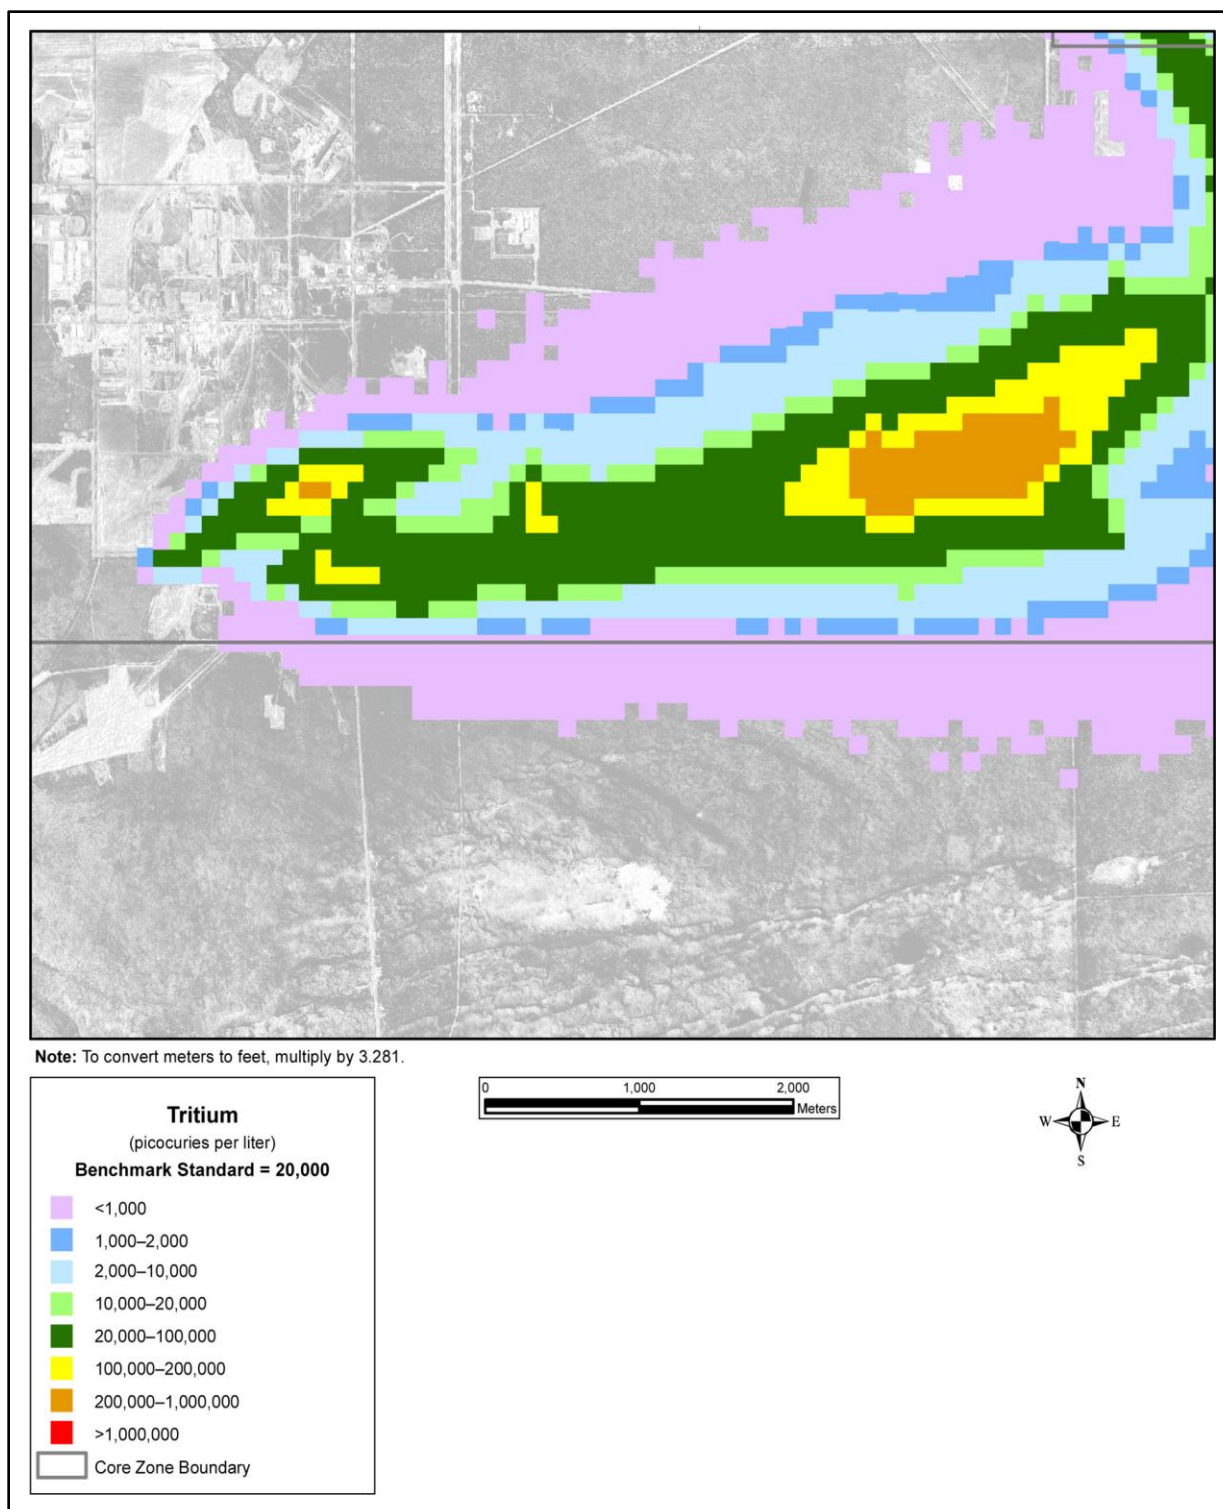 Note: To convert meters to feet, multiply by 3.281.
Tritium
(picocuries per liter)
Benchmark Standard = 20,000
<1,000
1,000–2,000
2,000–10,000
10,000–20,000
20,000–100,000
100,000–200,000
200,000–1,000,000
>1,000,000
Core Zone Boundary
0 1,000 2,000
Meters
N
W E
S